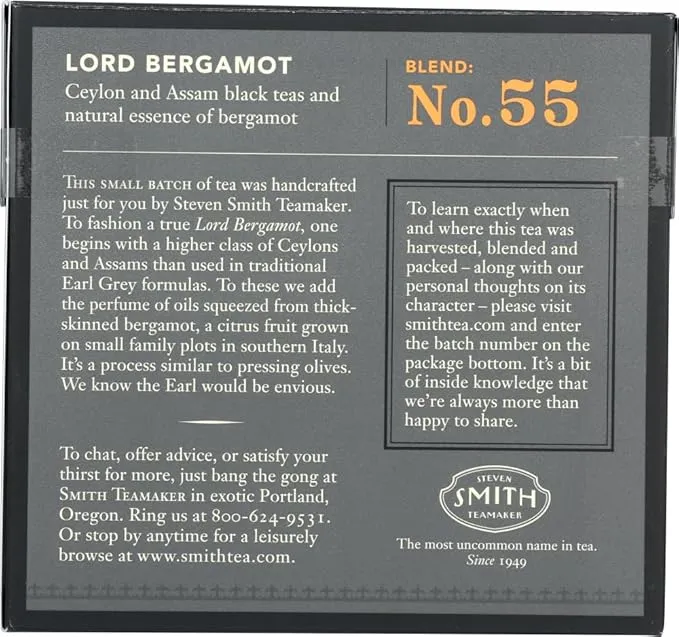 LORD BERGAMOT
Ceylon and Assam black teas and
natural essence of bergamot
BLEND:
No.55
THIS SMALL BATCH of tea was handcrafted
just for you by Steven Smith Teamaker.
To fashion a true Lord Bergamot, one
begins with a higher class of Ceylons
and Assams than used in traditional
Earl Grey formulas. To these we add
the perfume of oils squeezed from thick-
skinned bergamot, a citrus fruit grown
on small family plots in southern Italy.
It's a process similar to pressing olives.
We know the Earl would be envious.
To chat, offer advice, or satisfy your
thirst for more, just bang the gong at
SMITH TEAMAKER in exotic Portland,
Oregon. Ring us at 800-624-9531.
Or stop by anytime for a leisurely
browse at www.smithtea.com.
To learn exactly when
and where this tea was
harvested, blended and
packed – along with our
personal thoughts on its
character – please visit
smithtea.com and enter
the batch number on the
package bottom. It's a bit
of inside knowledge that
we're always more than
happy to share.
STEVEN
SMITH
TEAMAKER
The most uncommon name in tea.
Since 1949